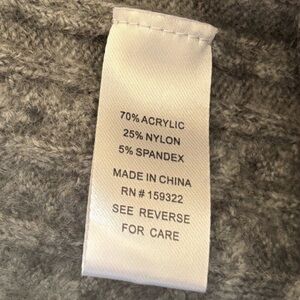 70% ACRYLIC
25% NYLON
5% SPANDEX
MADE IN CHINA
RN # 159322
SEE REVERSE
FOR CARE